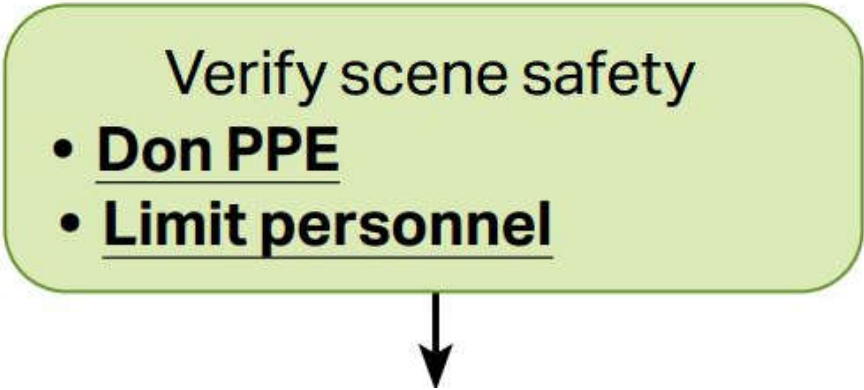 Verify scene safety
• Don PPE
• Limit personnel